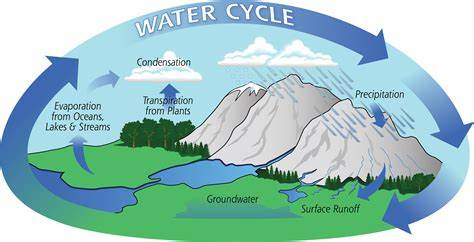 WATER CYCLE
Condensation
Precipitation
Evaporation
from Oceans,
Lakes & Streams
Transpiration
from Plants
Groundwater
Surface Runoff